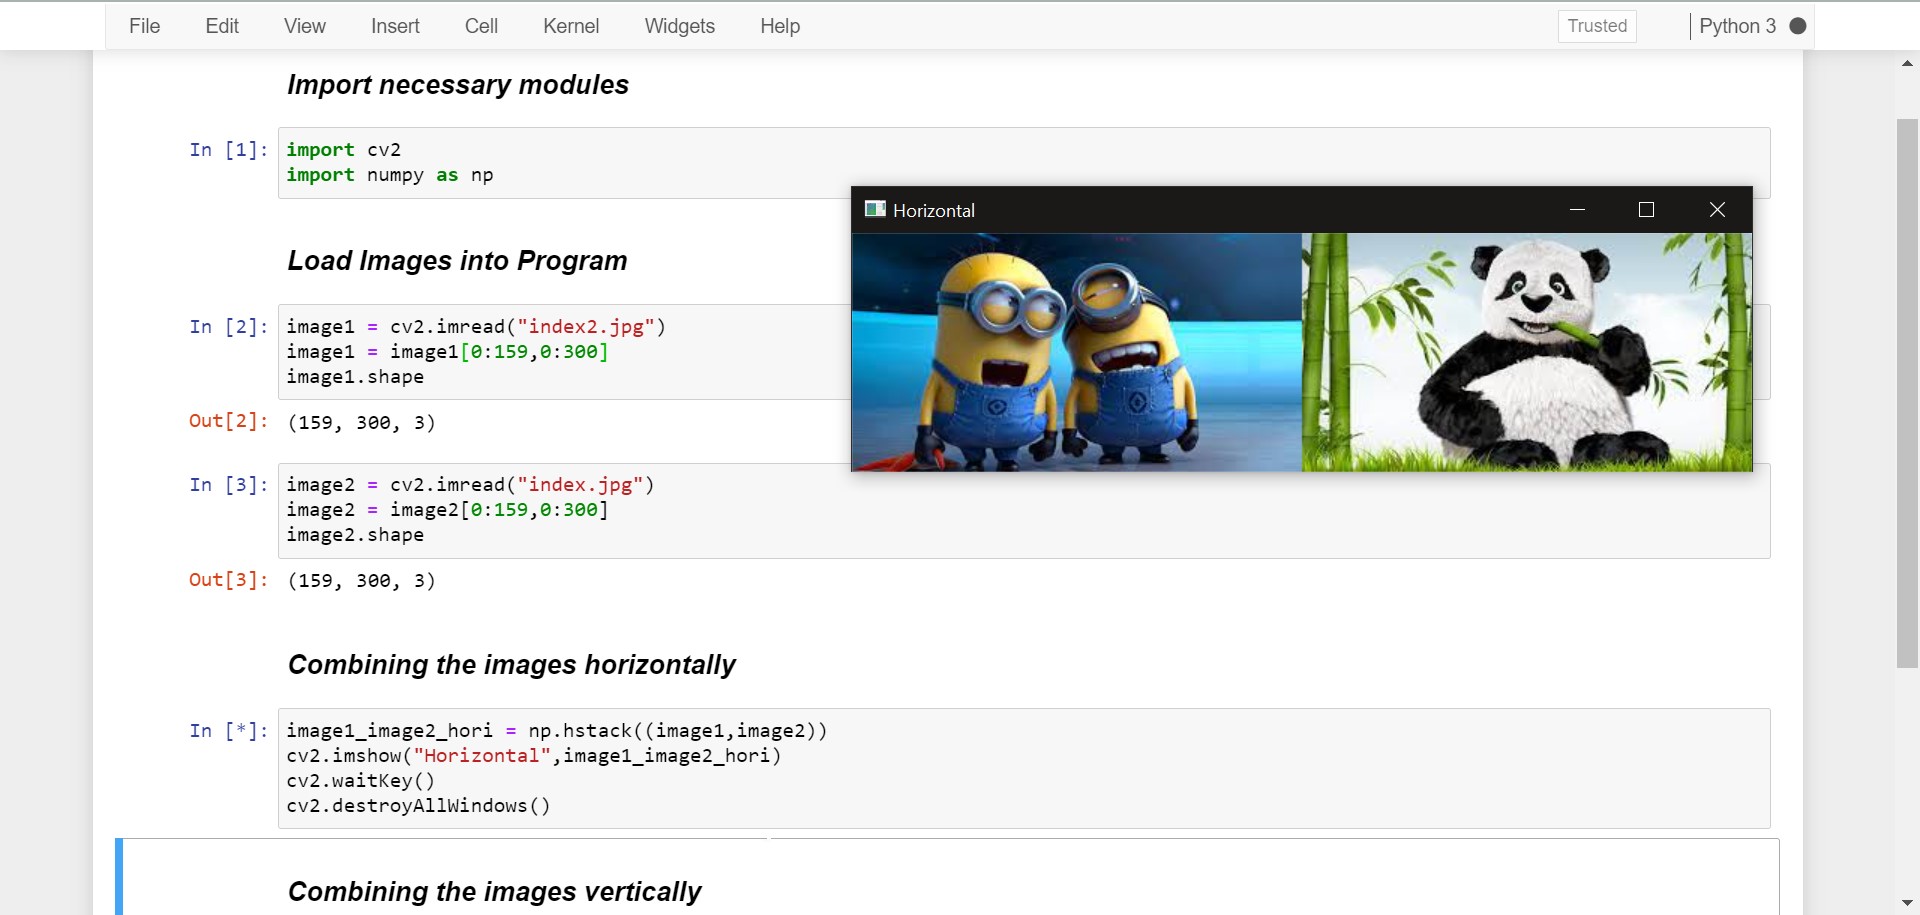 File Edit View Insert Cell Kernel Widgets Help Trusted Python 3
Import necessary modules
In [1]: import cv2
import numpy as np
Horizontal
Load Images into Program
In [2]: image1 = cv2.imread("index2.jpg")
image1 = image1[0:159,0:300]
image1.shape
Out[2]: (159, 300, 3)
In [3]: image2 = cv2.imread("index.jpg")
image2 = image2[0:159,0:300]
image2.shape
Out[3]: (159, 300, 3)
Combining the images horizontally
In [*]: image1_image2_hori = np.hstack((image1,image2))
cv2.imshow("Horizontal",image1_image2_hori)
cv2.waitKey()
cv2.destroyAllWindows()
Combining the images vertically